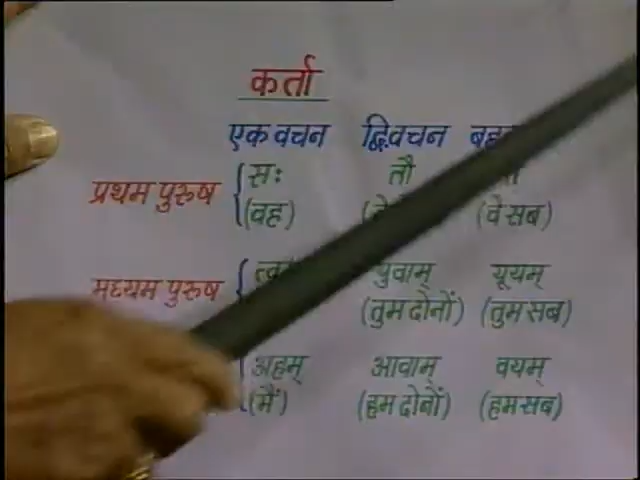 कर्ता
एकवचन द्विवचन
प्रथम पुरुष सः तौ
(वह) (वे सब)
मध्यम पुरुष युवाम् यूयम्
(तुम दोनों) (तुम सब)
अहम् आवाम् वयम्
(मैं) (हम दोनों) (हम सब)